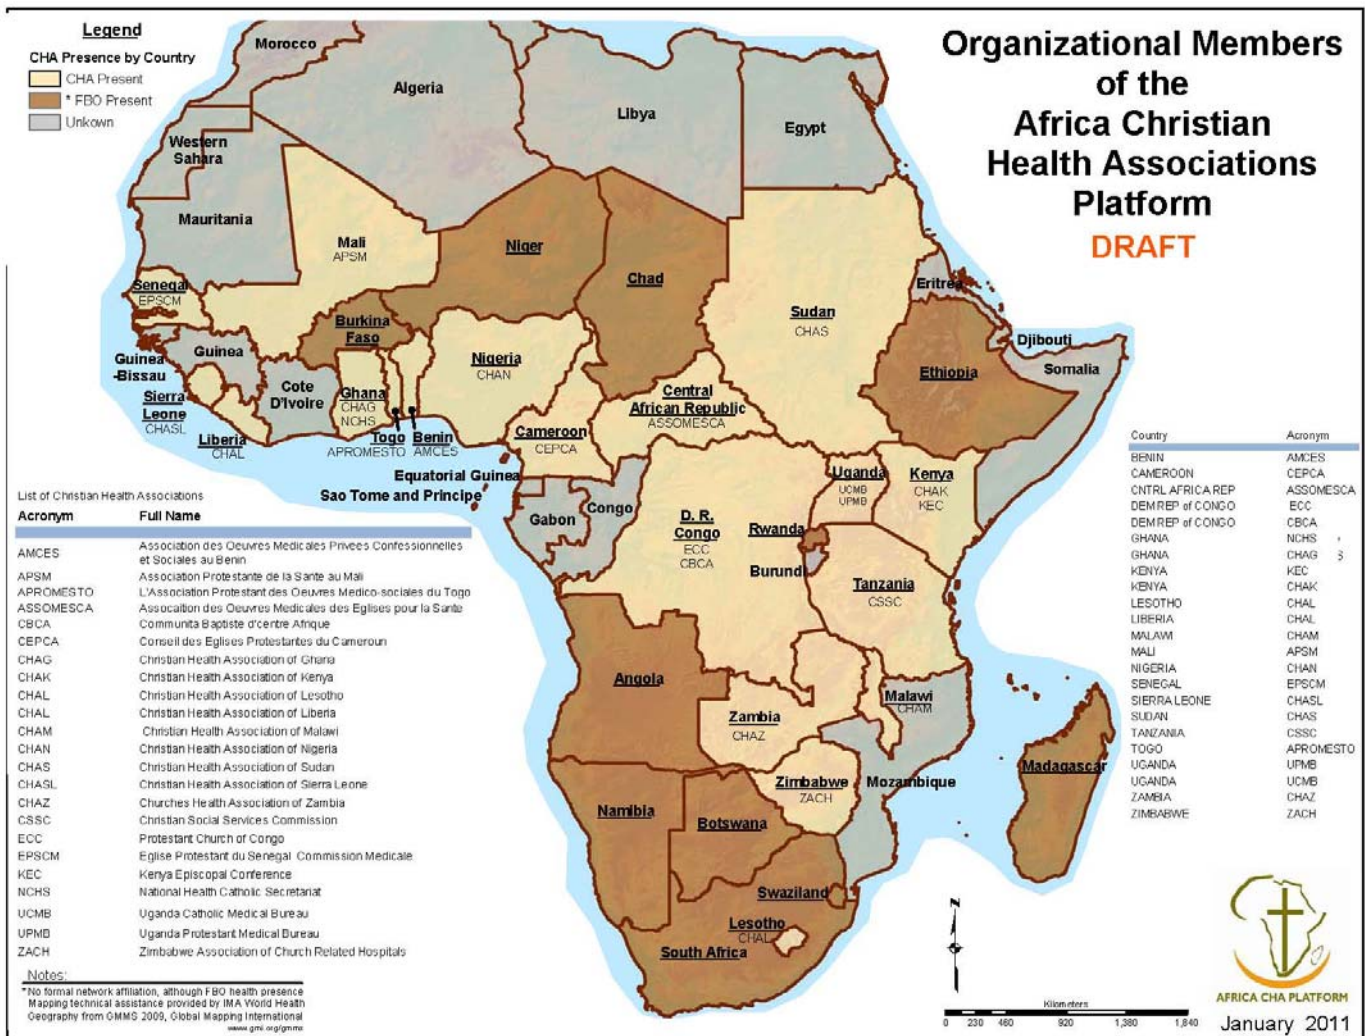 Legend
CHA Presence by Country
CHA Present
* FBO Present
Unkown
Organizational Members
of the
Africa Christian
Health Associations
Platform
DRAFT
Morocco
Algeria
Libya
Egypt
Western
Sahara
Mauritania
Mali
APSM
Niger
Chad
Sudan
CHAS
Eritrea
Djibouti
Somalia
Ethiopia
Senegal
EPSCM
Burkina
Faso
Guinea
Guinea
-Bissau
Sierra
Leone
CHASL
Liberia
CHAL
Cote
D'Ivoire
Ghana
CHAG
NCHS
Togo
APROMESTO
Benin
AMCES
Nigeria
CHAN
Cameroon
CEPCA
Central
African Republic
ASSOMESCA
Equatorial Guinea
Sao Tome and Principe
Gabon
Congo
D. R.
Congo
ECC
CBCA
Uganda
UCMB
UPMB
Kenya
CHAK
KEC
Rwanda
Burundi
Tanzania
CSSC
Angola
Zambia
CHAZ
Malawi
CHAM
Mozambique
Zimbabwe
ZACH
Namibia
Botswana
Madagascar
Swaziland
Lesotho
CHAL
South Africa
List of Christian Health Associations
Acronym Full Name
AMCES Association des Oeuvres Medicales Privees Confessionnelles
et Sociales au Benin
APSM Association Protestante de la Sante au Mali
APROMESTO L'Association Protestant des Oeuvres Medico-sociales du Togo
ASSOMESCA Assocaition des Oeuvres Medicales des Eglises pour la Sante
CBCA Communita Baptiste d'centre Afrique
CEPCA Conseil des Eglises Protestantes du Cameroun
CHAG Christian Health Association of Ghana
CHAK Christian Health Association of Kenya
CHAL Christian Health Association of Lesotho
CHAL Christian Health Association of Liberia
CHAM Christian Health Association of Malawi
CHAN Christian Health Association of Nigeria
CHAS Christian Health Association of Sudan
CHASL Christian Health Association of Sierra Leone
CHAZ Churches Health Association of Zambia
CSSC Christian Social Services Commission
ECC Protestant Church of Congo
EPSCM Eglise Protestant du Senegal Commission Medicale
KEC Kenya Episcopal Conference
NCHS National Health Catholic Secretariat
UCMB Uganda Catholic Medical Bureau
UPMB Uganda Protestant Medical Bureau
ZACH Zimbabwe Association of Church Related Hospitals
Notes:
*No formal network affiliation, although FBO health presence
Mapping technical assistance provided by IMA World Health
Geography from GMMS 2009, Global Mapping International
www.gmi.org/gmms
Country Acronym
BENIN AMCES
CAMEROON CEPCA
CNTRL AFRICA REP ASSOMESCA
DEM REP of CONGO ECC
DEM REP of CONGO CBCA
GHANA NCHS
GHANA CHAG S
KENYA KEC
KENYA CHAK
LESOTHO CHAL
LIBERIA CHAL
MALAWI CHAM
MALI APSM
NIGERIA CHAN
SENEGAL EPSCM
SIERRA LEONE CHASL
SUDAN CHAS
TANZANIA CSSC
TOGO APROMESTO
UGANDA UPMB
UGANDA UCMB
ZAMBIA CHAZ
ZIMBABWE ZACH
N
Kilometers
0 230 460 920 1,380 1,840
AFRICA CHA PLATFORM
January 2011